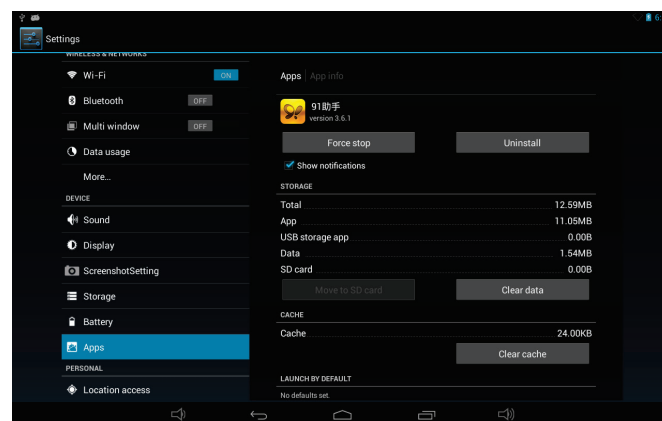 6:
Settings
WIRELESS & NETWORKS
Wi-Fi ON
Bluetooth OFF
Multi window OFF
Data usage
More...
DEVICE
Sound
Display
ScreenshotSetting
Storage
Battery
Apps
PERSONAL
Location access
Apps App info
91助手
version 3.6.1
Force stop Uninstall
Show notifications
STORAGE
Total 12.59MB
App 11.05MB
USB storage app 0.00B
Data 1.54MB
SD card 0.00B
Move to SD card Clear data
CACHE
Cache 24.00KB
Clear cache
LAUNCH BY DEFAULT
No defaults set.